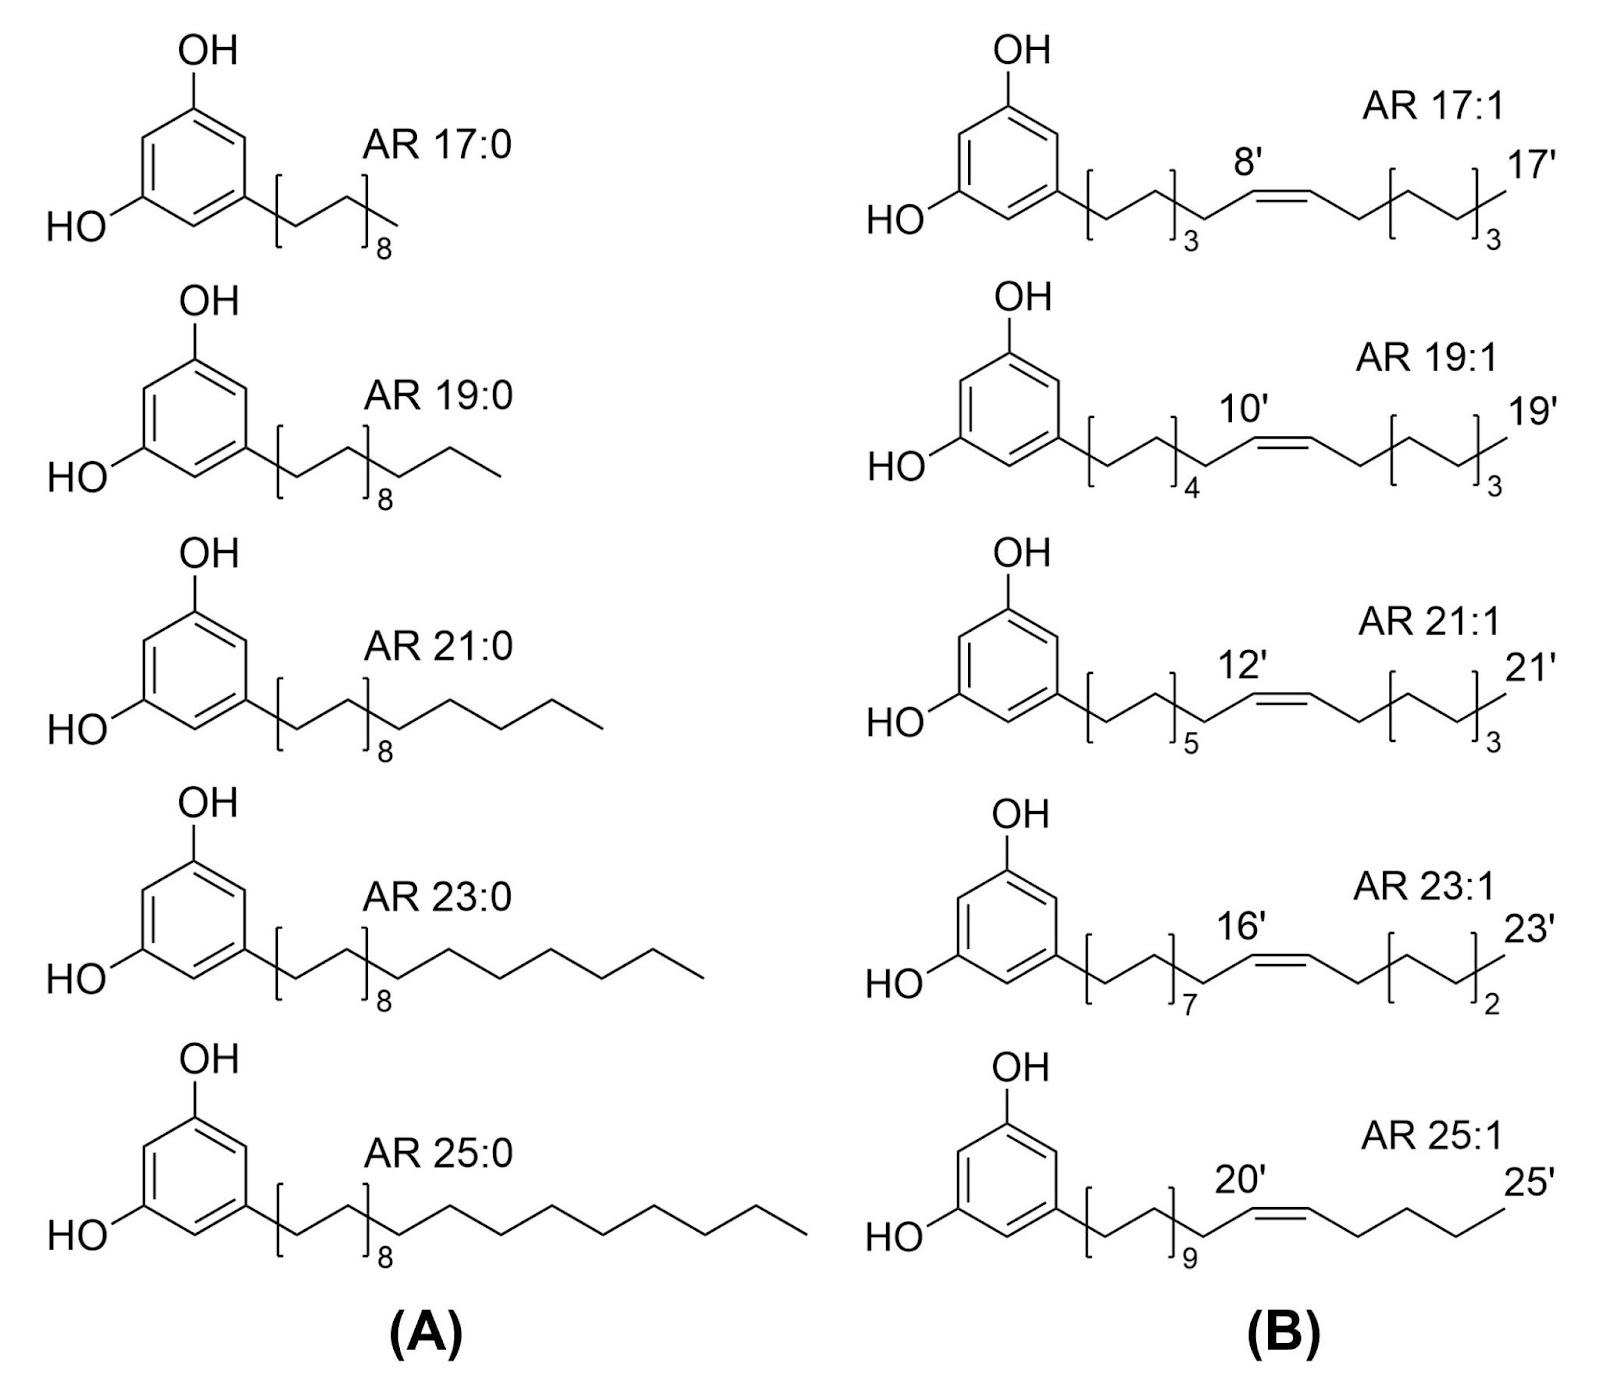 OH
AR 17:0
HO
8
OH
AR 19:0
HO
8
OH
AR 21:0
HO
8
OH
AR 23:0
HO
8
OH
AR 25:0
HO
8
(A)
OH
AR 17:1
8' 17'
HO
3 3
OH
AR 19:1
10' 19'
HO
4 3
OH
AR 21:1
12' 21'
HO
5 3
OH
AR 23:1
16' 23'
HO
7 2
OH
AR 25:1
20' 25'
HO
9
(B)